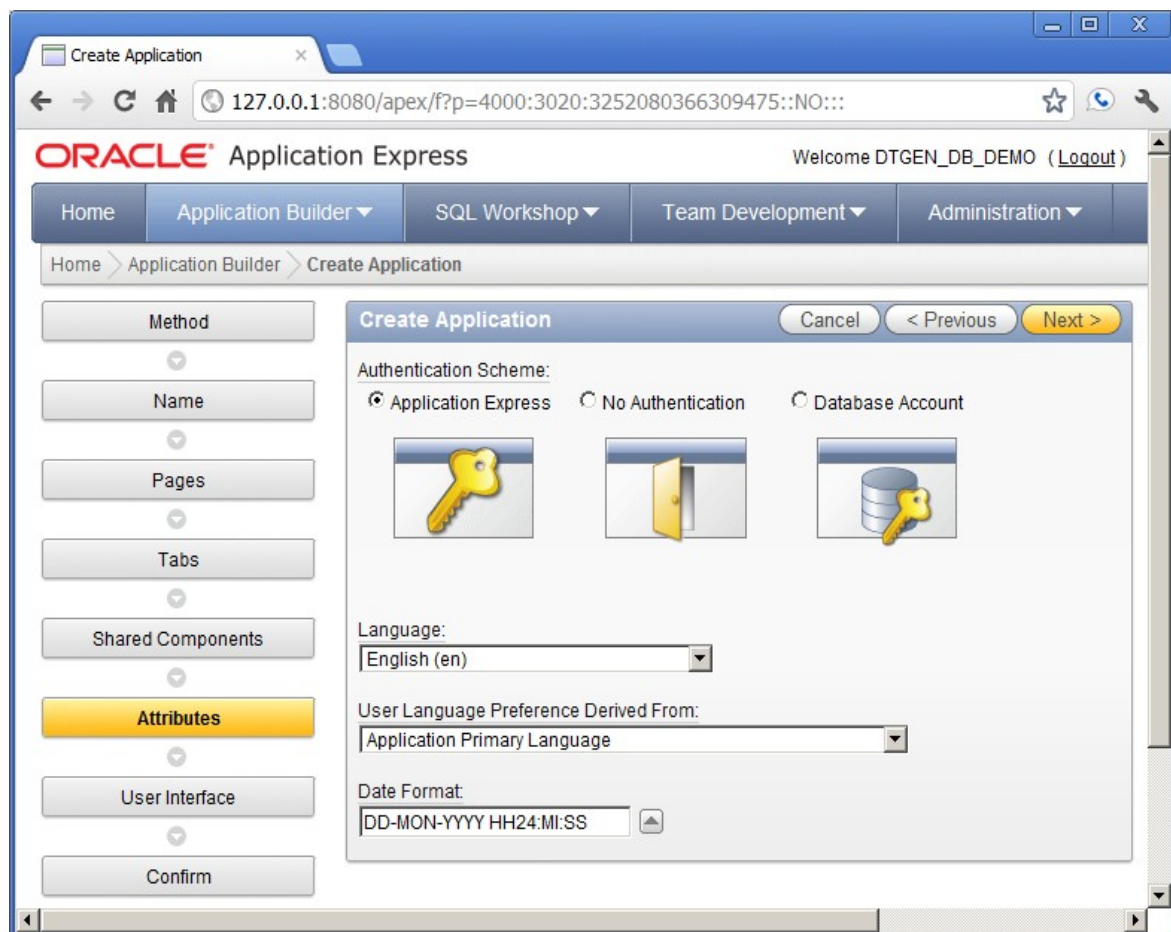 Create Application
127.0.0.1:8080/apex/f?p=4000:3020:3252080366309475::NO:::
ORACLE Application Express Welcome DTGEN_DB_DEMO ( Logout )
Home Application Builder SQL Workshop Team Development Administration
Home Application Builder Create Application
Method
Name
Pages
Tabs
Shared Components
Attributes
User Interface
Confirm
Create Application Cancel < Previous Next >
Authentication Scheme:
Application Express No Authentication Database Account
Language:
English (en)
User Language Preference Derived From:
Application Primary Language
Date Format:
DD-MON-YYYY HH24:MI:SS